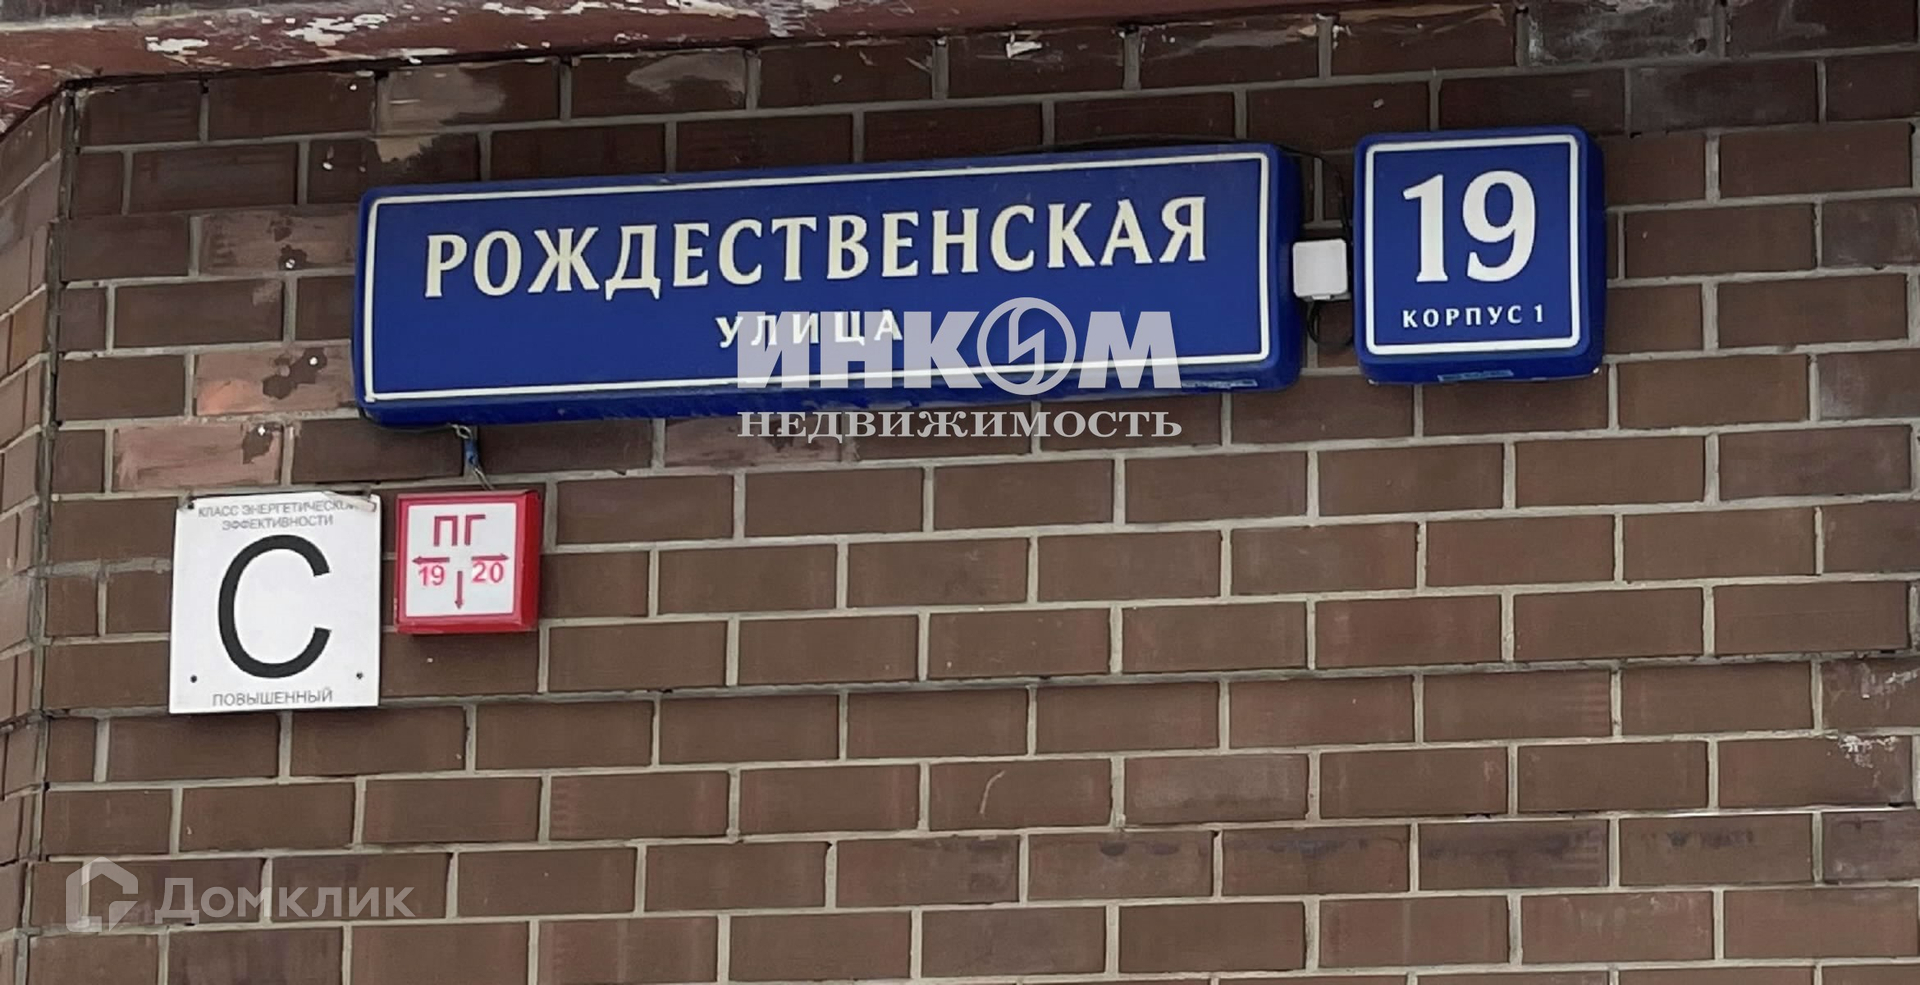 РОЖДЕСТВЕНСКАЯ
УЛИЦА
19
КОРПУС 1
ИНКОМ
НЕДВИЖИМОСТЬ
КЛАСС ЭНЕРГЕТИЧЕСКОЙ
ЭФФЕКТИВНОСТИ
С
ПОВЫШЕННЫЙ
ПГ
19 20
Домклик